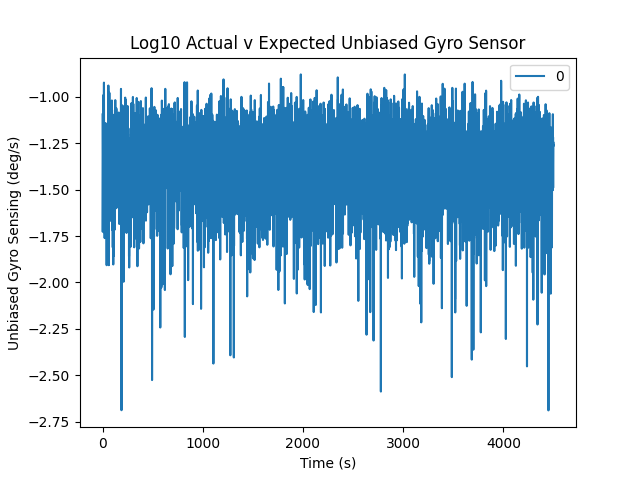 Log10 Actual v Expected Unbiased Gyro Sensor
0
Unbiased Gyro Sensing (deg/s)
−1.00
−1.25
−1.50
−1.75
−2.00
−2.25
−2.50
−2.75
0 1000 2000 3000 4000
Time (s)